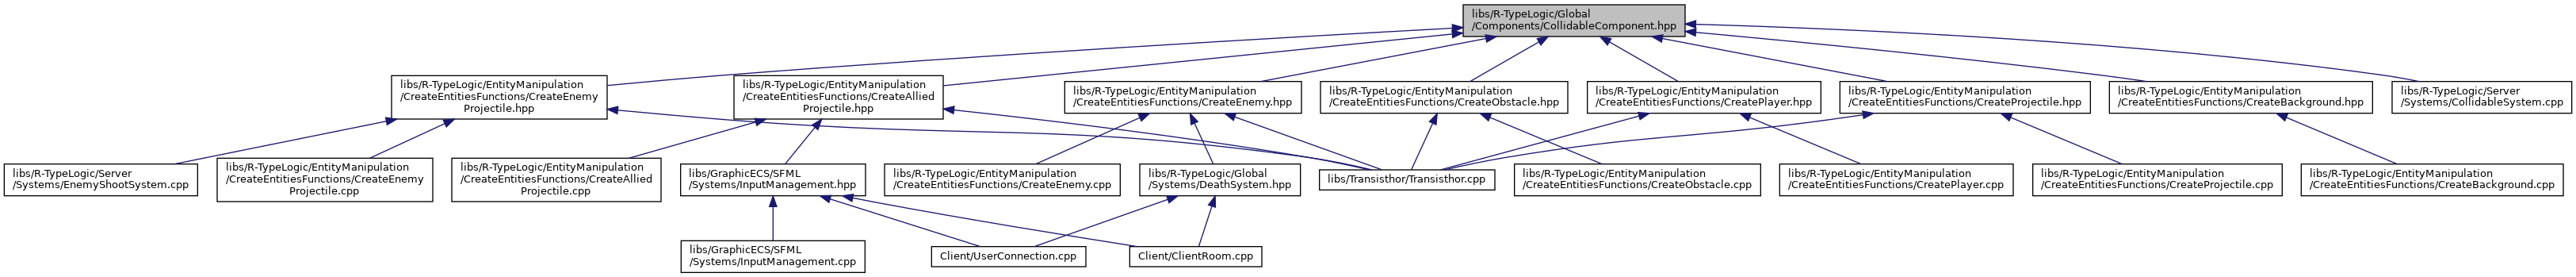 libs/R-TypeLogic/Global
/Components/CollidableComponent.hpp
libs/R-TypeLogic/EntityManipulation
/CreateEntitiesFunctions/CreateEnemy
Projectile.hpp
libs/R-TypeLogic/EntityManipulation
/CreateEntitiesFunctions/CreateAllied
Projectile.hpp
libs/R-TypeLogic/EntityManipulation
/CreateEntitiesFunctions/CreateEnemy.hpp
libs/R-TypeLogic/EntityManipulation
/CreateEntitiesFunctions/CreateObstacle.hpp
libs/R-TypeLogic/EntityManipulation
/CreateEntitiesFunctions/CreatePlayer.hpp
libs/R-TypeLogic/EntityManipulation
/CreateEntitiesFunctions/CreateProjectile.hpp
libs/R-TypeLogic/EntityManipulation
/CreateEntitiesFunctions/CreateBackground.hpp
libs/R-TypeLogic/Server
/Systems/CollidableSystem.cpp
libs/R-TypeLogic/Server
/Systems/EnemyShootSystem.cpp
libs/R-TypeLogic/EntityManipulation
/CreateEntitiesFunctions/CreateEnemy
Projectile.cpp
libs/R-TypeLogic/EntityManipulation
/CreateEntitiesFunctions/CreateAllied
Projectile.cpp
libs/GraphicECS/SFML
/Systems/InputManagement.hpp
libs/R-TypeLogic/EntityManipulation
/CreateEntitiesFunctions/CreateEnemy.cpp
libs/R-TypeLogic/Global
/Systems/DeathSystem.hpp
libs/Transisthor/Transisthor.cpp
libs/R-TypeLogic/EntityManipulation
/CreateEntitiesFunctions/CreateObstacle.cpp
libs/R-TypeLogic/EntityManipulation
/CreateEntitiesFunctions/CreatePlayer.cpp
libs/R-TypeLogic/EntityManipulation
/CreateEntitiesFunctions/CreateProjectile.cpp
libs/R-TypeLogic/EntityManipulation
/CreateEntitiesFunctions/CreateBackground.cpp
libs/GraphicECS/SFML
/Systems/InputManagement.cpp
Client/UserConnection.cpp
Client/ClientRoom.cpp